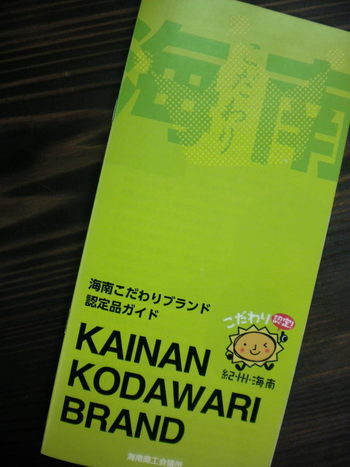 海南
こだわり
海南こだわりブランド
認定品ガイド
こだわり認定!
紀州・海南
KAINAN
KODAWARI
BRAND
海南商工会議所